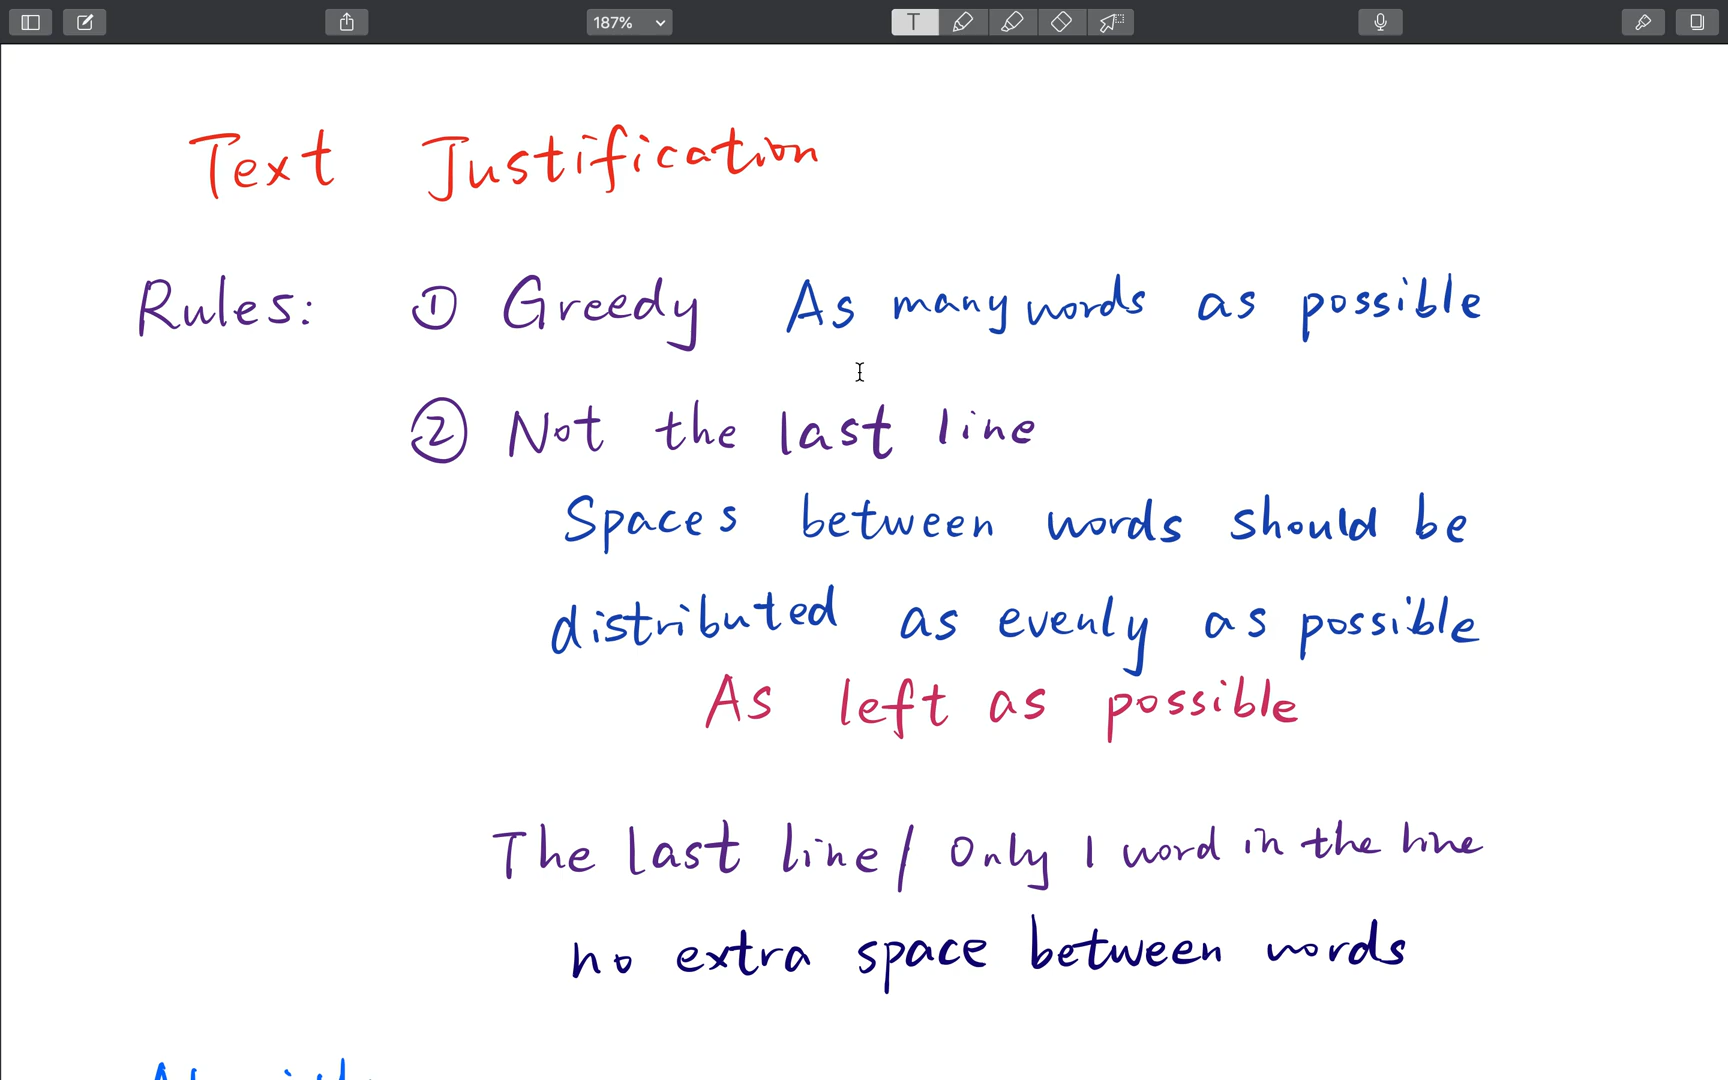 187%
Text Justification
Rules: ① Greedy As many words as possible
② Not the last line
Spaces between words should be
distributed as evenly as possible
As left as possible
The last line / Only 1 word in the line
no extra space between words